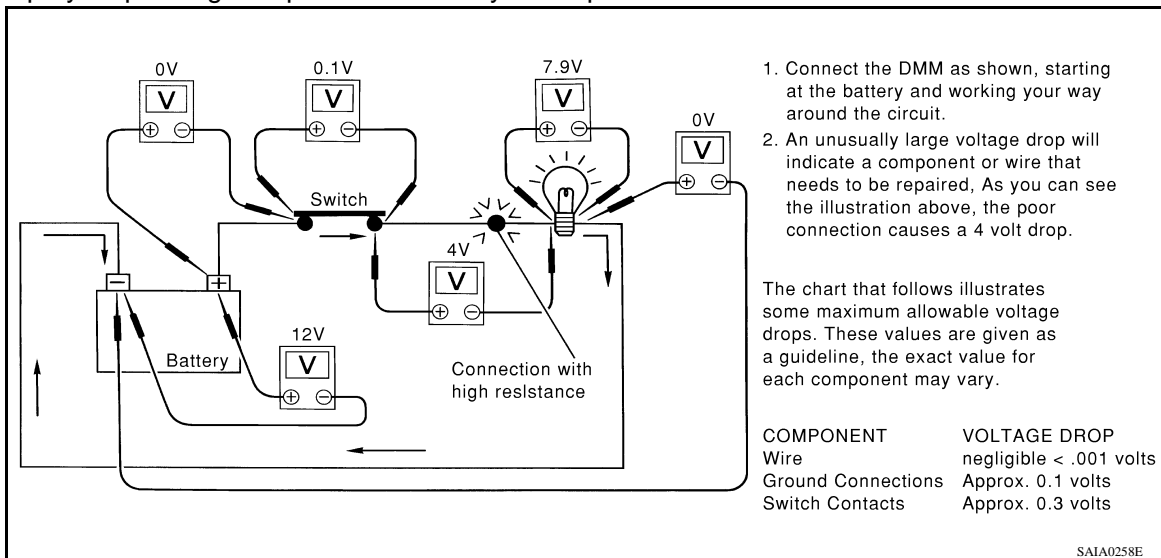 0V
0.1V
7.9V
0V
V
V
V
V
Switch
4V
V
Battery
12V
V
Connection with
high resIstance
1. Connect the DMM as shown, starting
at the battery and working your way
around the circuit.
2. An unusually large voltage drop will
indicate a component or wire that
needs to be repaired, As you can see
the illustration above, the poor
connection causes a 4 volt drop.
The chart that follows illustrates
some maximum allowable voltage
drops. These values are given as
a guideline, the exact value for
each component may vary.
COMPONENT VOLTAGE DROP
Wire negligible < .001 volts
Ground Connections Approx. 0.1 volts
Switch Contacts Approx. 0.3 volts
SAIA0258E